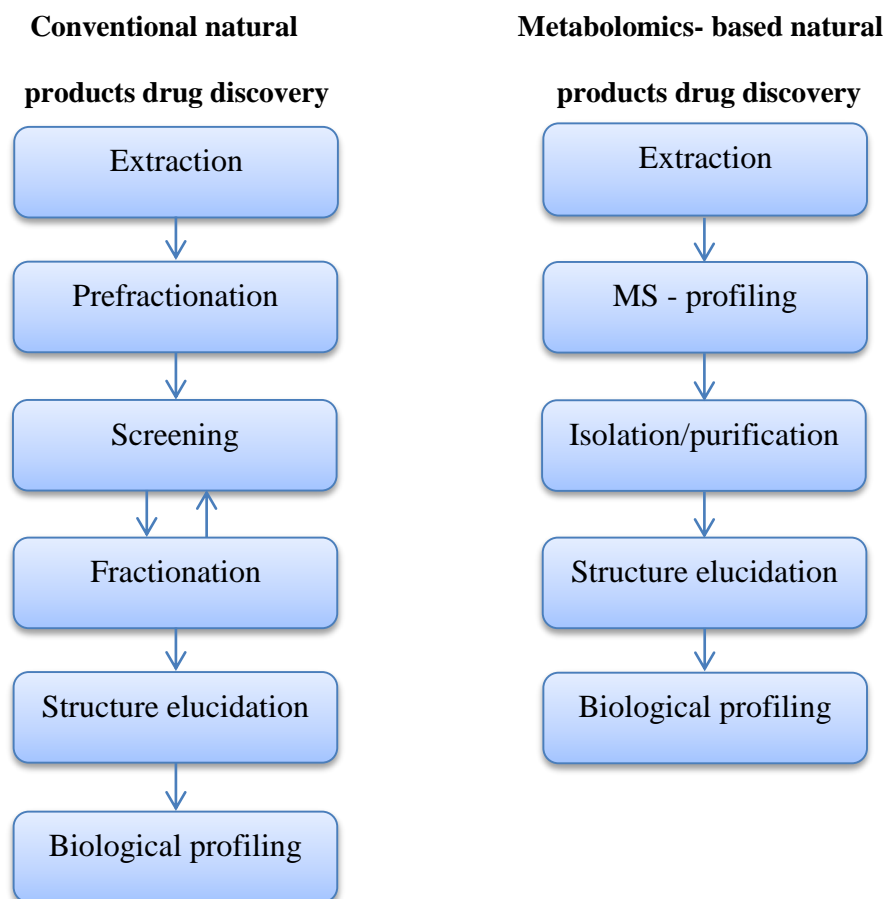 Conventional natural
products drug discovery
Extraction
Prefractionation
Screening
Fractionation
Structure elucidation
Biological profiling
Metabolomics- based natural
products drug discovery
Extraction
MS - profiling
Isolation/purification
Structure elucidation
Biological profiling